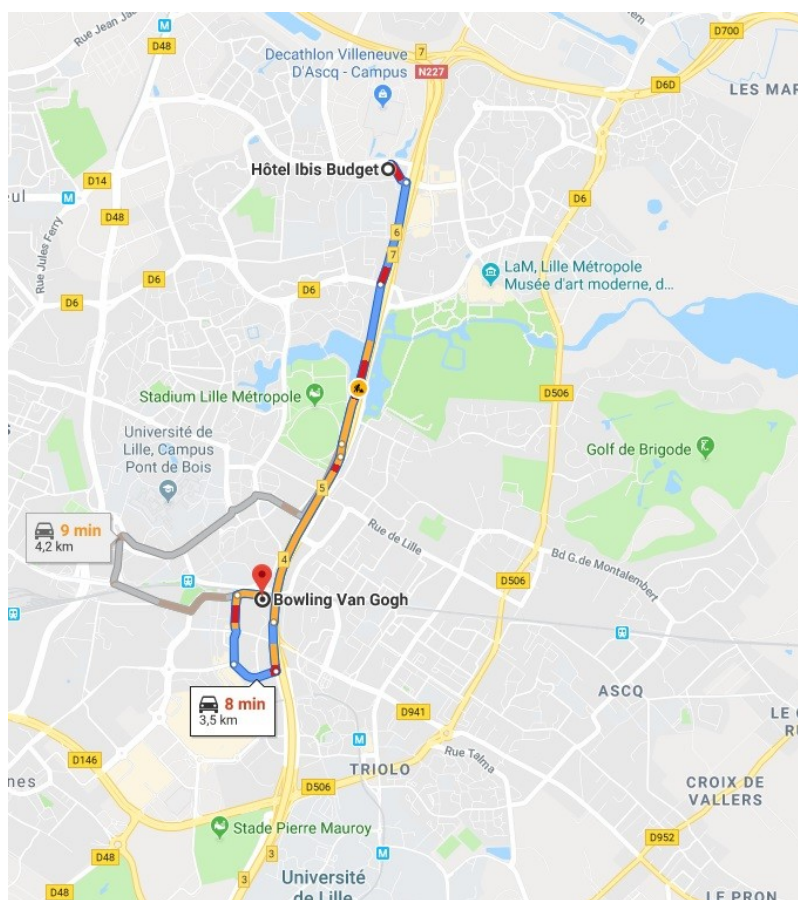 Rue Jean Ja
M
D48
7
D700
Decathlon Villeneuve
D'Ascq - Campus
N227
D6D
LES MAR
Hôtel Ibis Budget
D14
M
eul
D48
D6
6
7
Rue Jules Ferry
LaM, Lille Métropole
Musée d'art moderne, d...
D6
D6
Stadium Lille Métropole
D506
Université de
Lille, Campus
Pont de Bois
Golf de Brigode
5
9 min
4,2 km
Rue de Lille
4
Bd G.de Montalembert
D506
Bowling Van Gogh
8 min
3,5 km
ASCQ
D941
LE
M
Rue Talma
D146
TRIOLO
nes
D506
CROIX DE
VALLERS
Stade Pierre Mauroy
D952
D48
3
M
3
Université
de Lille
D48
LE PRON